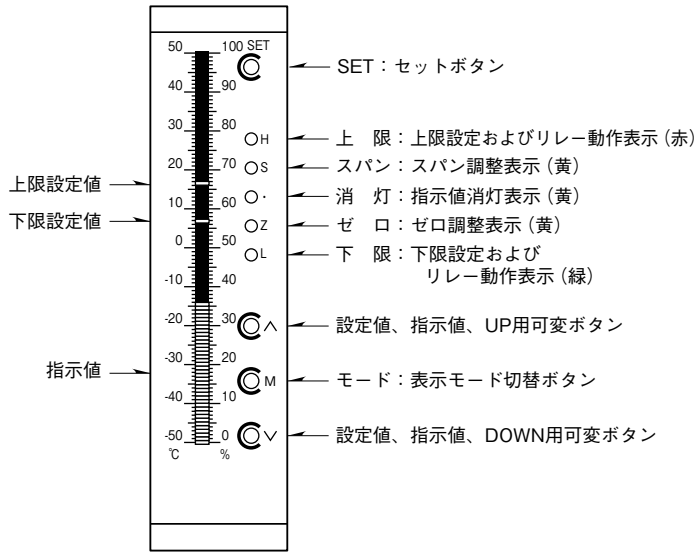 50 100 SET
SET：セットボタン
40 90
30 80
H
上　限：上限設定およびリレー動作表示（赤）
20 70
S
スパン：スパン調整表示（黄）
上限設定値
・
消　灯：指示値消灯表示（黄）
10 60
下限設定値
Z
ゼ　ロ：ゼロ調整表示（黄）
0 50
L
下　限：下限設定および
リレー動作表示（緑）
-10 40
-20 30
∧
設定値、指示値、UP用可変ボタン
-30 20
指示値
M
モード：表示モード切替ボタン
-40 10
-50 0
∨
設定値、指示値、DOWN用可変ボタン
℃ %